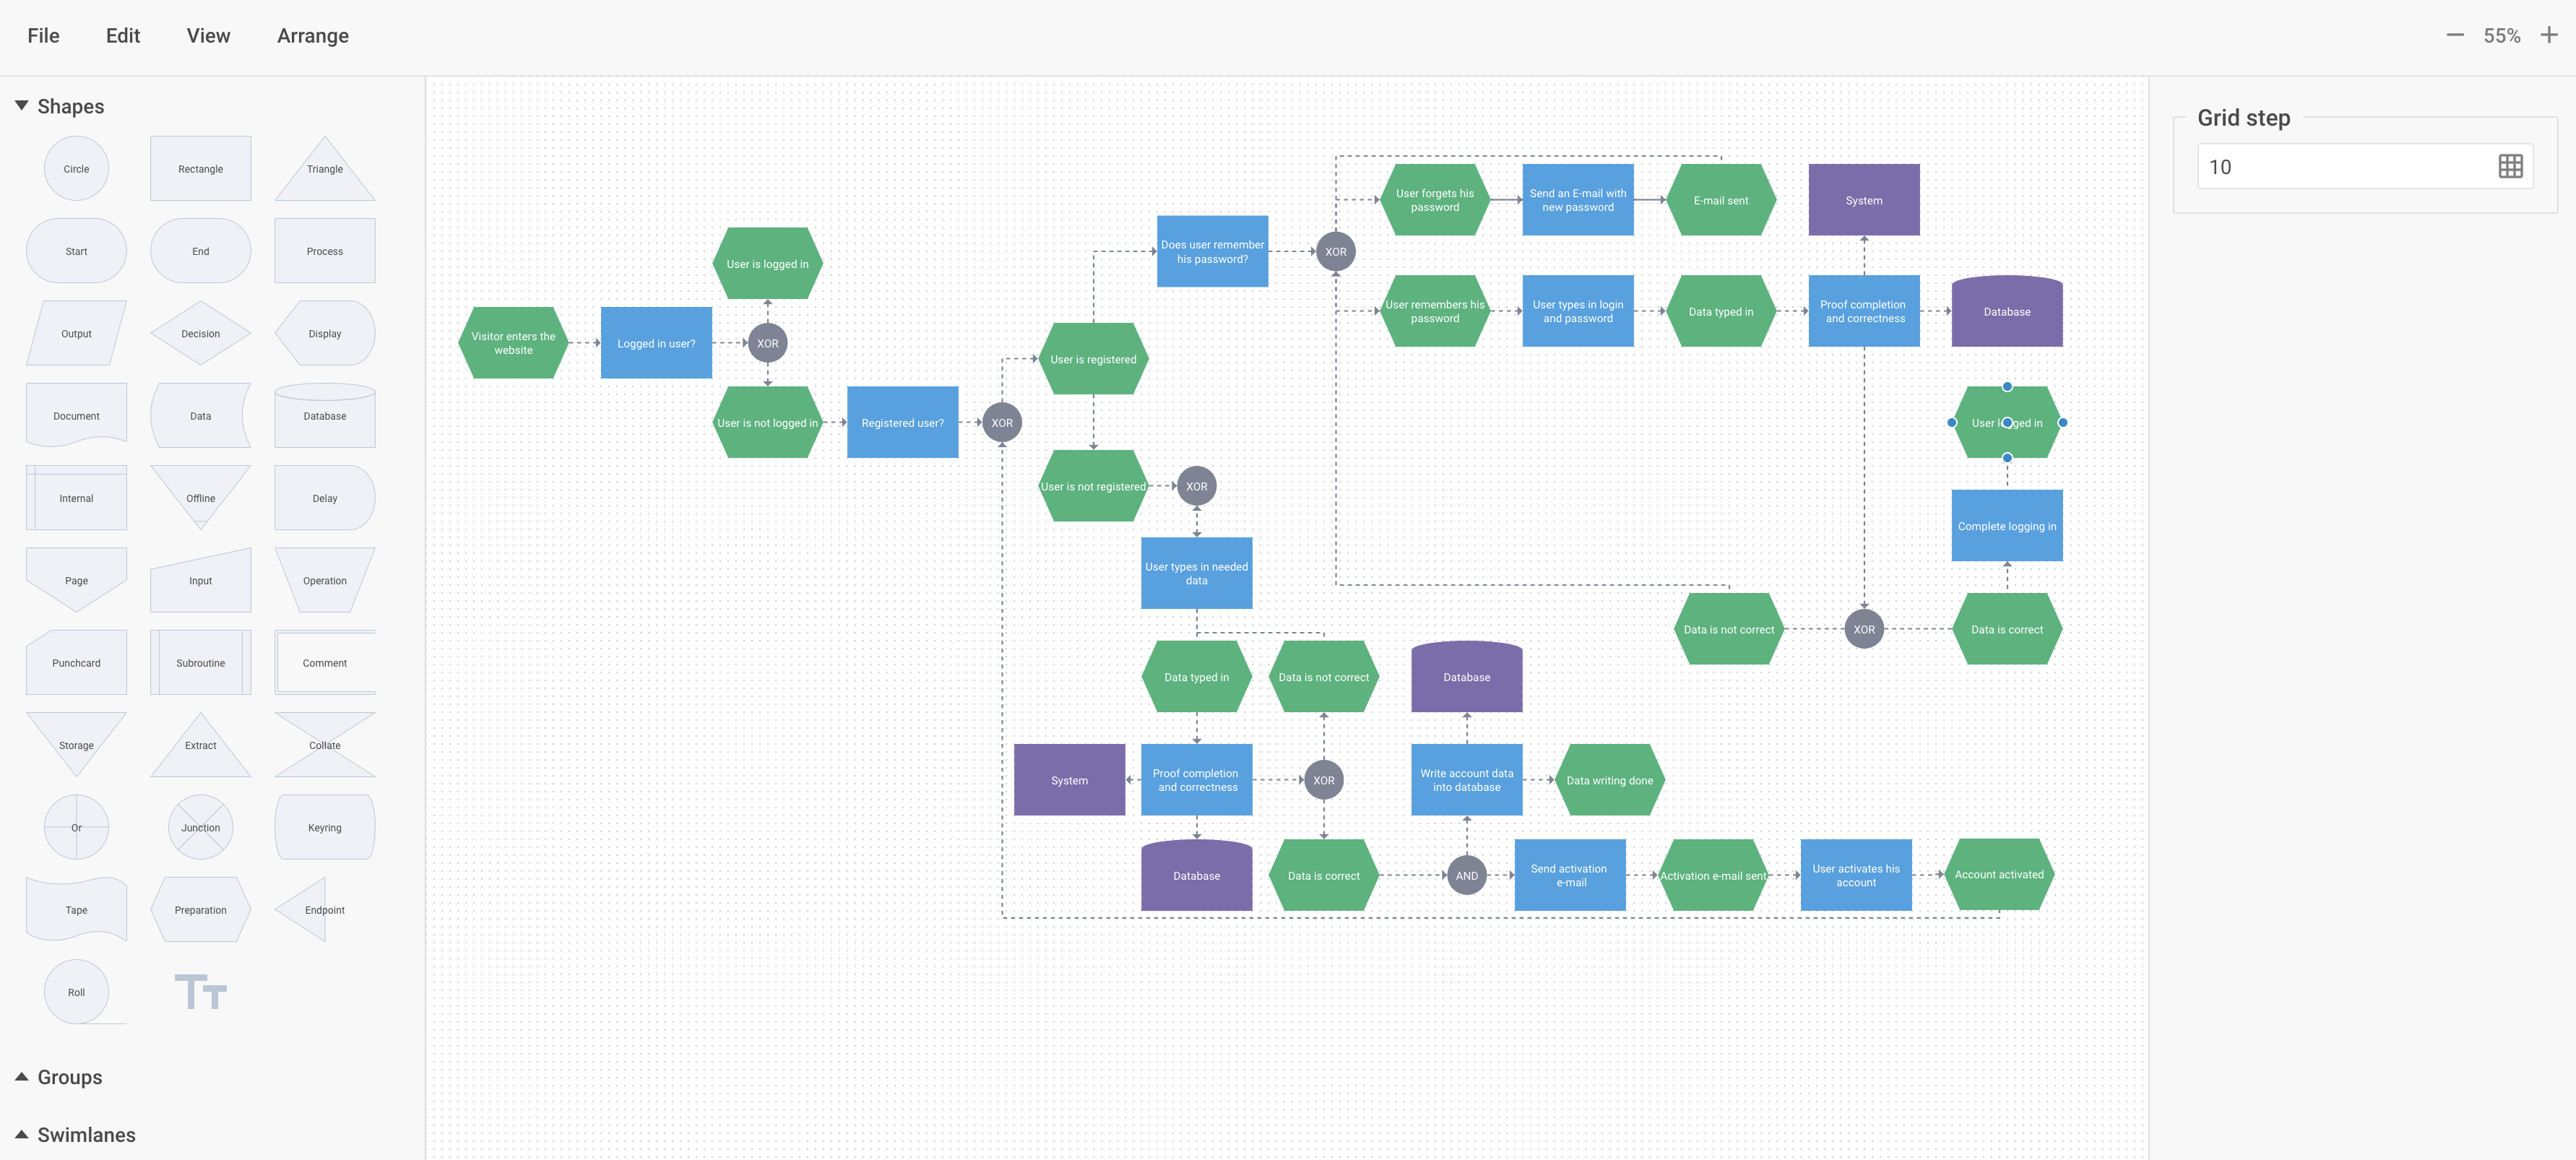 File
Edit
View
Arrange
55%
Shapes
Circle
Rectangle
Triangle
Start
End
Process
Output
Decision
Display
Document
Data
Database
Internal
Offline
Delay
Page
Input
Operation
Punchcard
Subroutine
Comment
Storage
Extract
Collate
Or
Junction
Keyring
Tape
Preparation
Endpoint
Roll
TT
Groups
Swimlanes
Visitor enters the
website
Logged in user?
XOR
User is logged in
User is not logged in
Registered user?
XOR
User is registered
User is not registered
XOR
Does user remember
his password?
XOR
User forgets his
password
Send an E-mail with
new password
E-mail sent
System
User remembers his
password
User types in login
and password
Data typed in
Proof completion
and correctness
Database
User logged in
Complete logging in
Data is not correct
XOR
Data is correct
User types in needed
data
Data typed in
Data is not correct
Database
System
Proof completion
and correctness
XOR
Write account data
into database
Data writing done
Database
Data is correct
AND
Send activation
e-mail
Activation e-mail sent
User activates his
account
Account activated
Grid step
10